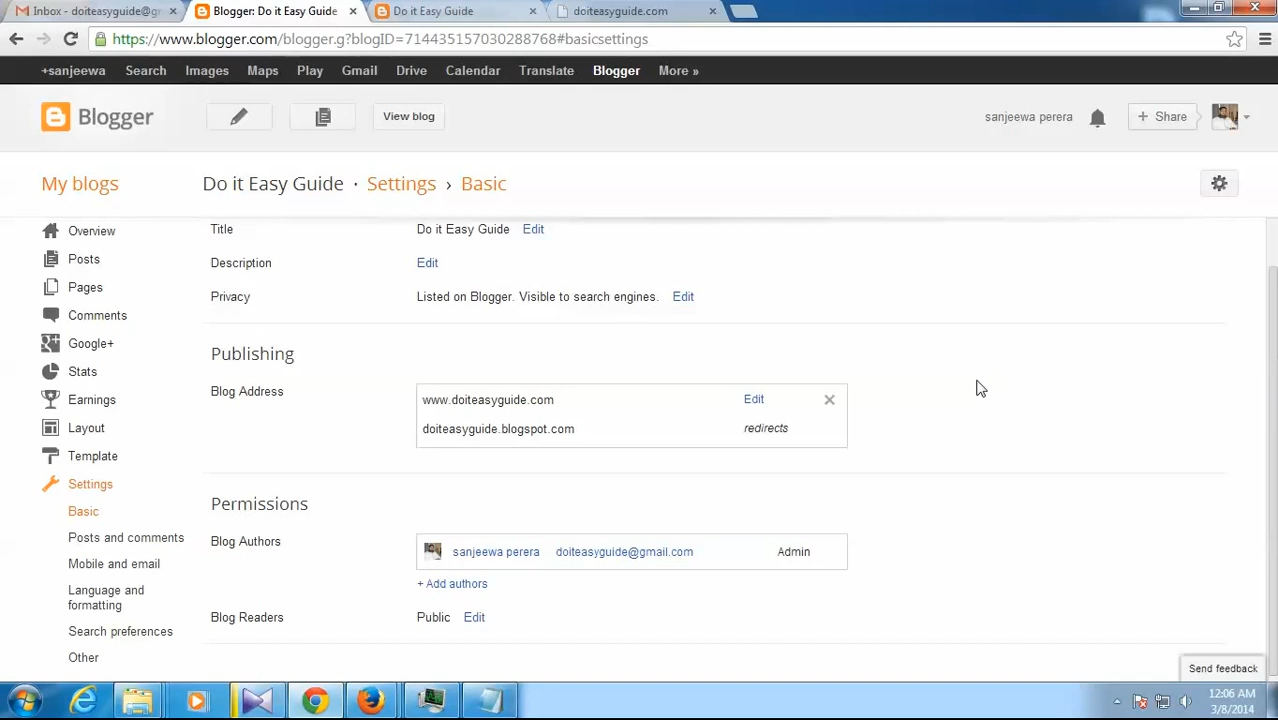 Inbox - doiteasyguide@g
Blogger: Do it Easy Guide
Do it Easy Guide
doiteasyguide.com
https://www.blogger.com/blogger.g?blogID=714435157030288768#basicsettings
+sanjeewa Search Images Maps Play Gmail Drive Calendar Translate Blogger More »
Blogger
View blog
sanjeewa perera
+ Share
My blogs
Do it Easy Guide · Settings › Basic
Overview
Posts
Pages
Comments
Google+
Stats
Earnings
Layout
Template
Settings
Basic
Posts and comments
Mobile and email
Language and
formatting
Search preferences
Other
Title Do it Easy Guide Edit
Description Edit
Privacy Listed on Blogger. Visible to search engines. Edit
Publishing
Blog Address www.doiteasyguide.com Edit
doiteasyguide.blogspot.com redirects
Permissions
Blog Authors sanjeewa perera doiteasyguide@gmail.com Admin
+ Add authors
Blog Readers Public Edit
Send feedback
12:06 AM
3/8/2014